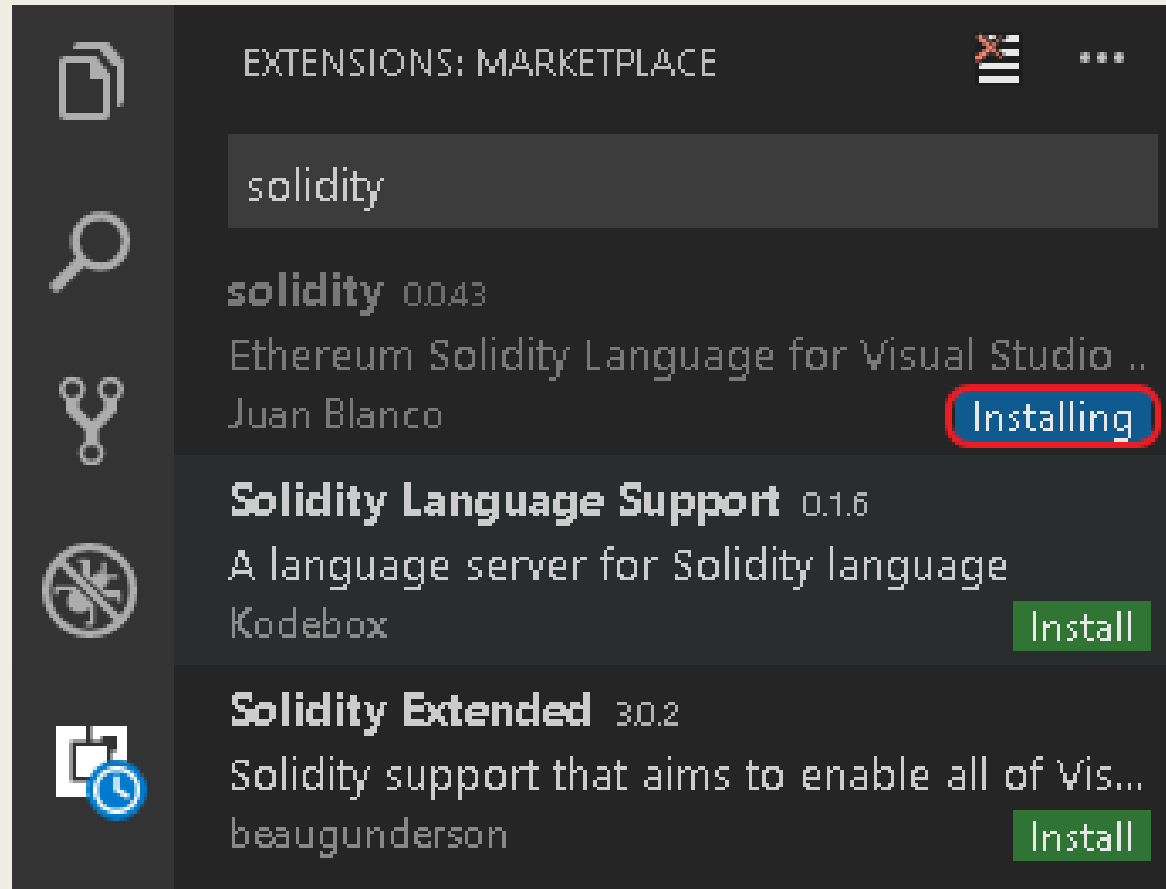 EXTENSIONS: MARKETPLACE
solidity
solidity 0.0.43
Ethereum Solidity Language for Visual Studio ..
Juan Blanco
Installing
Solidity Language Support 0.1.6
A language server for Solidity language
Kodebox
Install
Solidity Extended 3.0.2
Solidity support that aims to enable all of Vis...
beaugunderson
Install